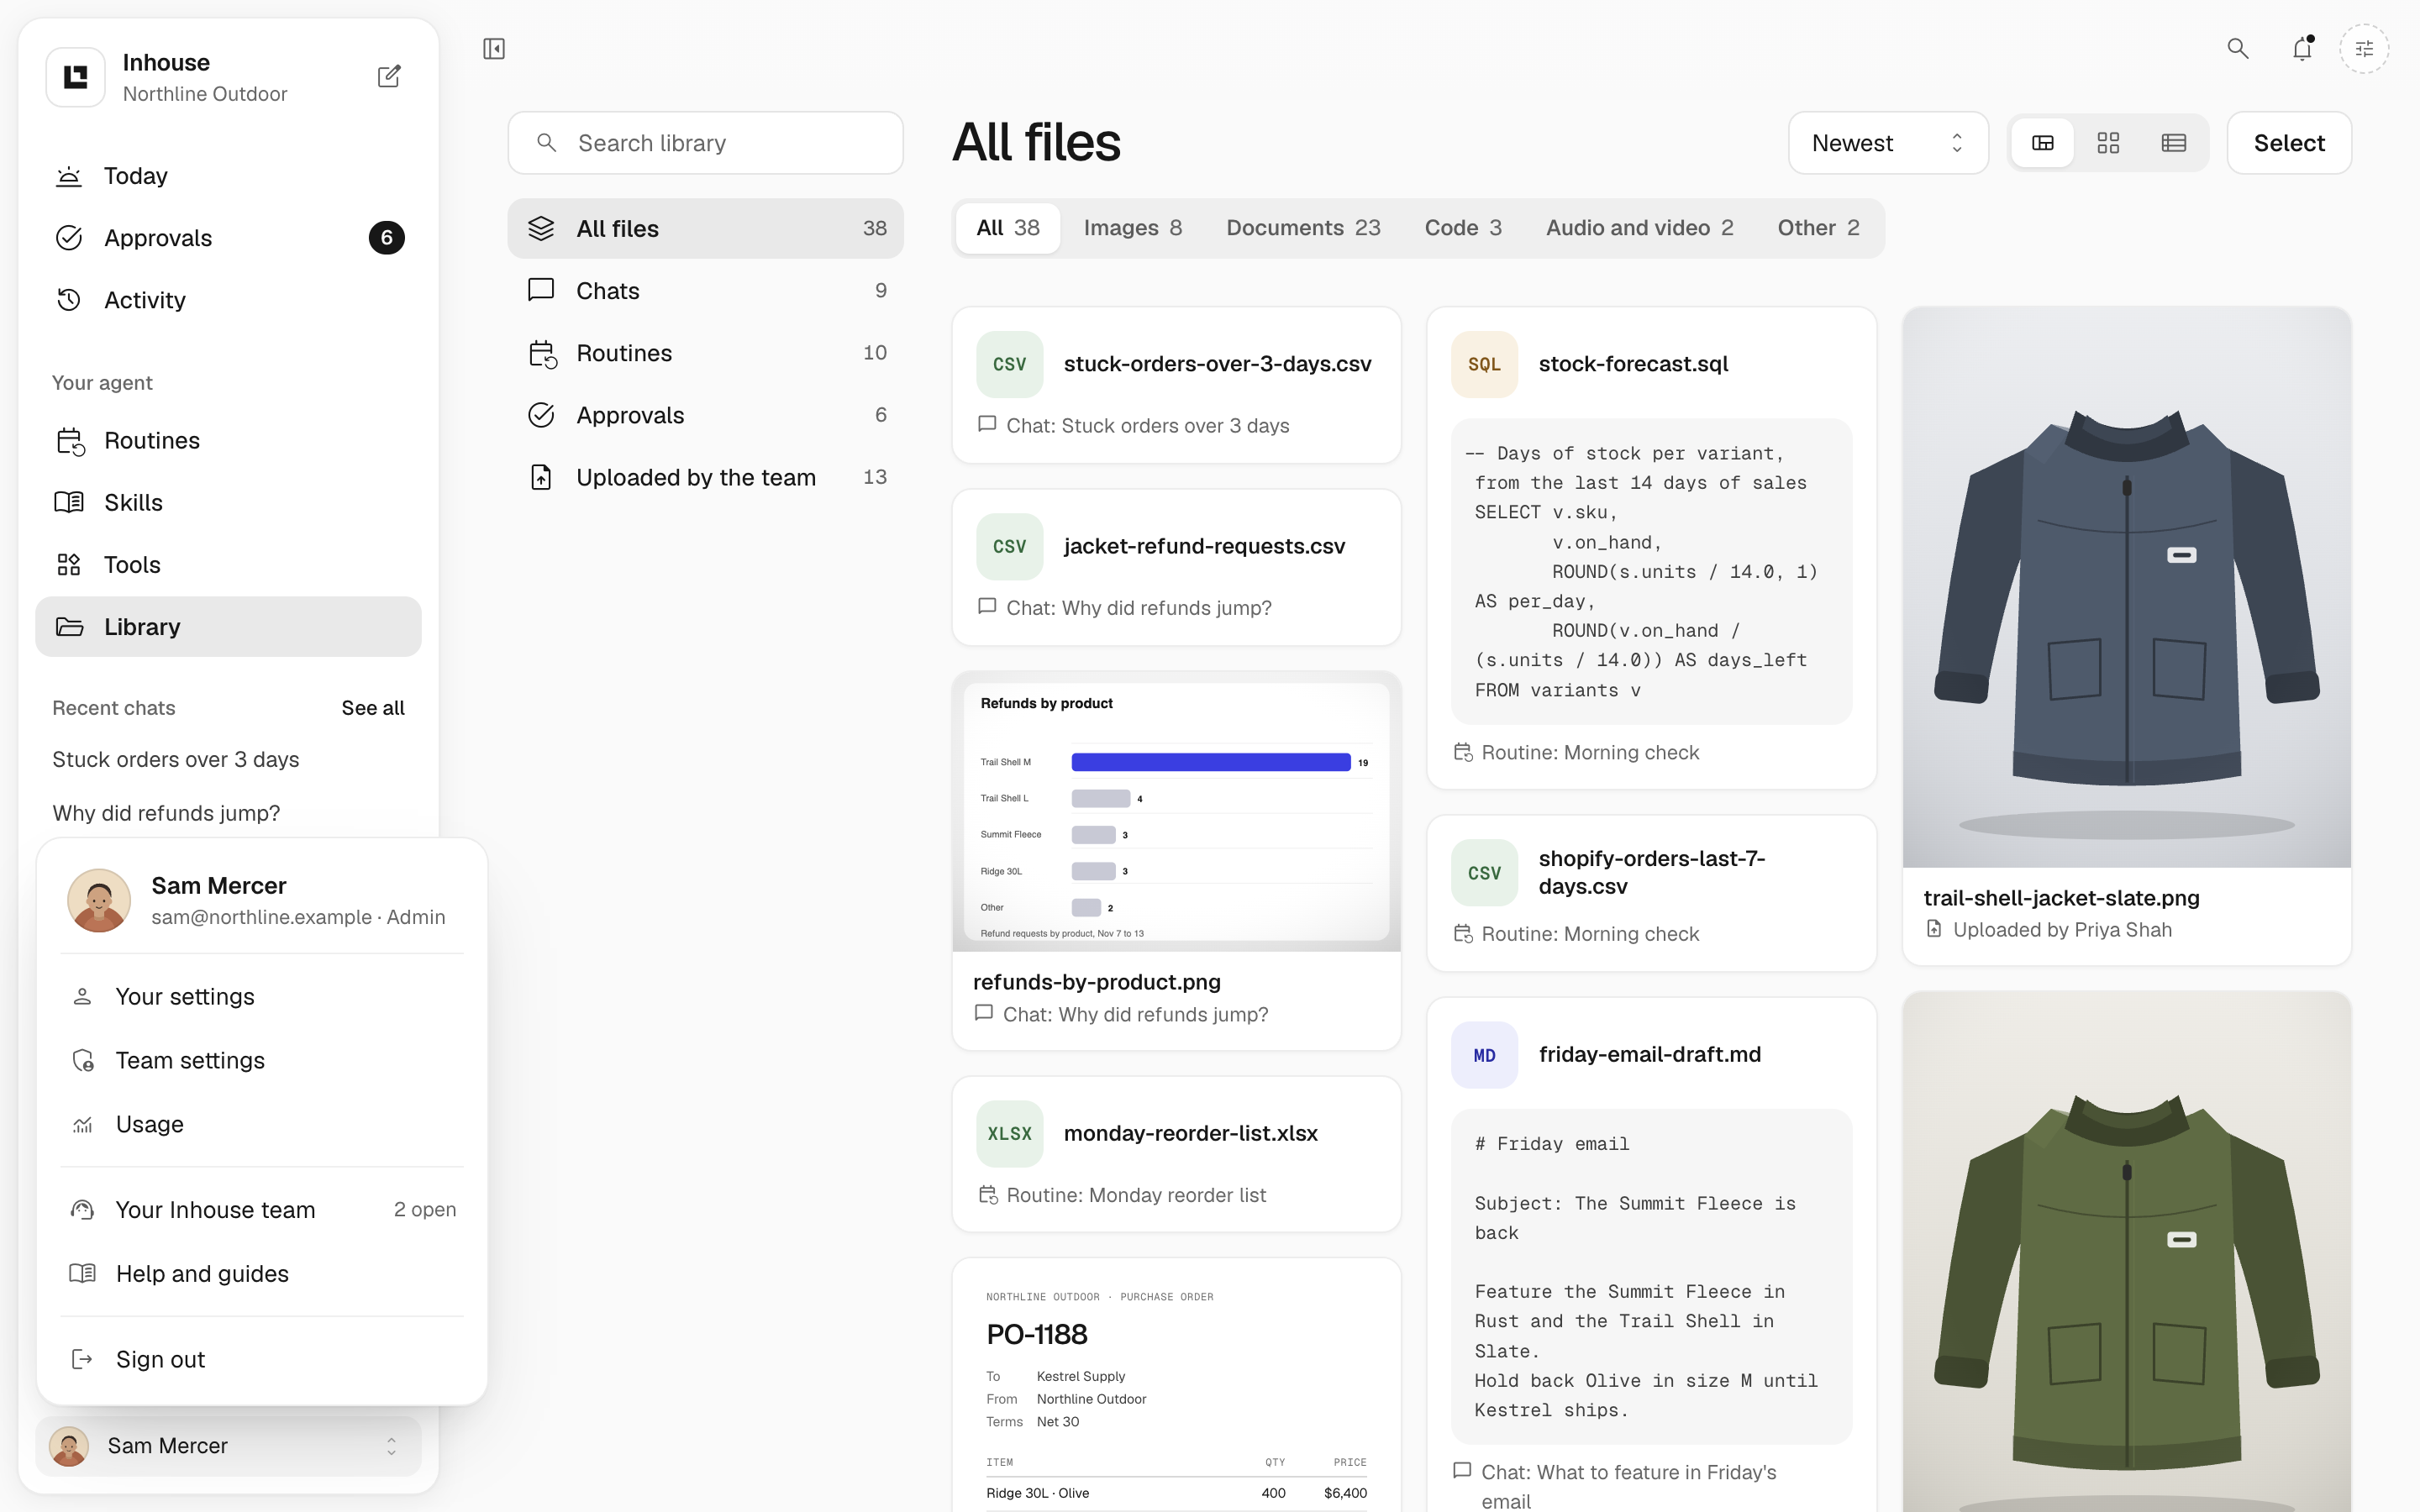 Inhouse
Northline Outdoor
Today
Approvals 6
Activity
Your agent
Routines
Skills
Tools
Library
Recent chats See all
Stuck orders over 3 days
Why did refunds jump?
Sam Mercer
sam@northline.example · Admin
Your settings
Team settings
Usage
Your Inhouse team 2 open
Help and guides
Sign out
Sam Mercer
Search library
All files 38
Chats 9
Routines 10
Approvals 6
Uploaded by the team 13
All files
Newest
Select
All 38 Images 8 Documents 23 Code 3 Audio and video 2 Other 2
CSV
stuck-orders-over-3-days.csv
Chat: Stuck orders over 3 days
CSV
jacket-refund-requests.csv
Chat: Why did refunds jump?
Refunds by product
Trail Shell M 19
Trail Shell L 4
Summit Fleece 3
Ridge 30L 3
Other 2
Refund requests by product, Nov 7 to 13
refunds-by-product.png
Chat: Why did refunds jump?
XLSX
monday-reorder-list.xlsx
Routine: Monday reorder list
NORTHLINE OUTDOOR · PURCHASE ORDER
PO-1188
To Kestrel Supply
From Northline Outdoor
Terms Net 30
ITEM QTY PRICE
Ridge 30L · Olive 400 $6,400
SQL
stock-forecast.sql
-- Days of stock per variant,
from the last 14 days of sales
SELECT v.sku,
v.on_hand,
ROUND(s.units / 14.0, 1)
AS per_day,
ROUND(v.on_hand /
(s.units / 14.0)) AS days_left
FROM variants v
Routine: Morning check
CSV
shopify-orders-last-7-
days.csv
Routine: Morning check
MD
friday-email-draft.md
# Friday email
Subject: The Summit Fleece is
back
Feature the Summit Fleece in
Rust and the Trail Shell in
Slate.
Hold back Olive in size M until
Kestrel ships.
Chat: What to feature in Friday's
email
trail-shell-jacket-slate.png
Uploaded by Priya Shah